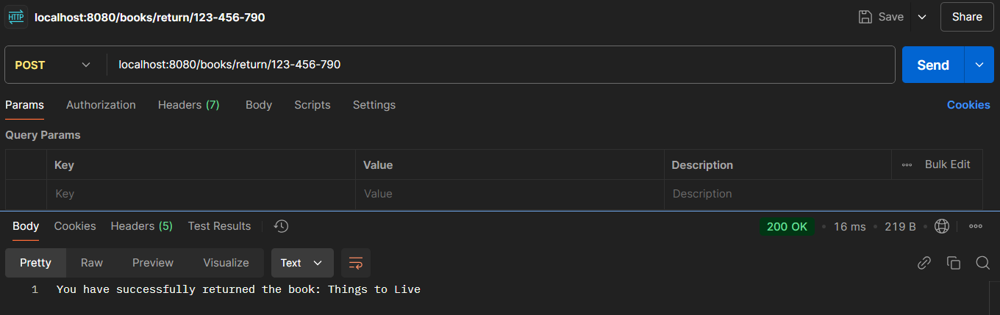 HTTP localhost:8080/books/return/123-456-790 Save Share
POST localhost:8080/books/return/123-456-790 Send
Params Authorization Headers (7) Body Scripts Settings Cookies
Query Params
Key Value Description Bulk Edit
Key Value Description
Body Cookies Headers (5) Test Results 200 OK 16 ms 219 B
Pretty Raw Preview Visualize Text
1 You have successfully returned the book: Things to Live